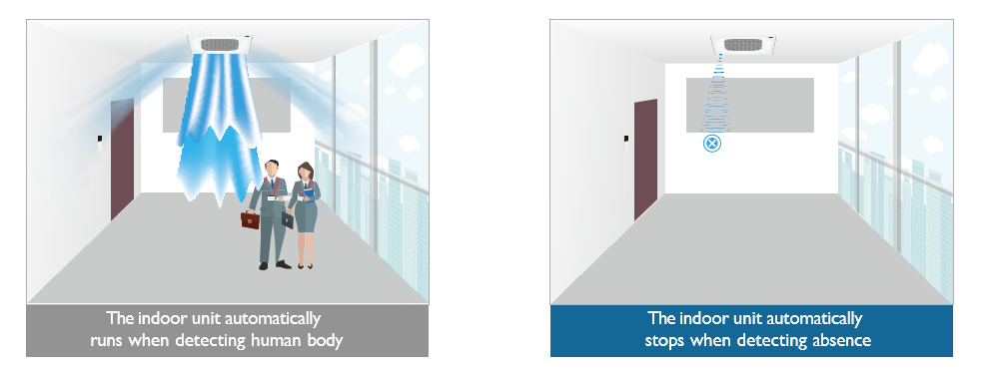 The indoor unit automatically
runs when detecting human body
The indoor unit automatically
stops when detecting absence